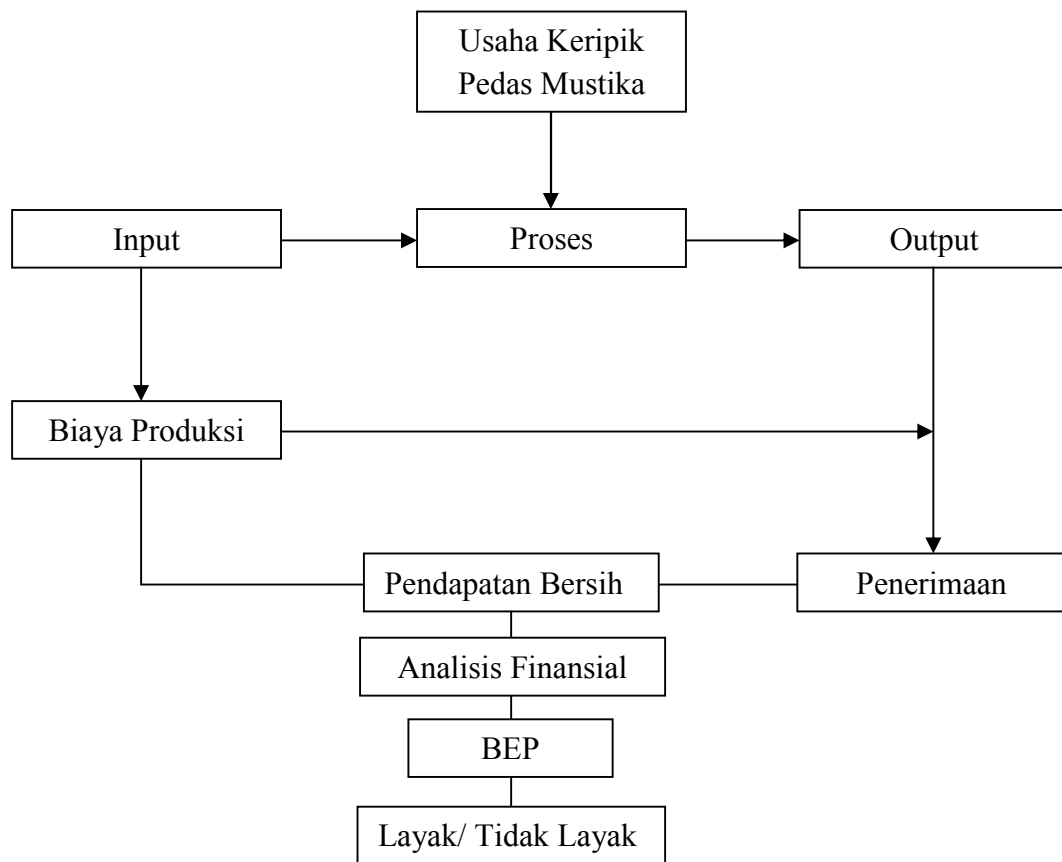 Usaha Keripik
Pedas Mustika
Input
Proses
Output
Biaya Produksi
Pendapatan Bersih
Penerimaan
Analisis Finansial
BEP
Layak/ Tidak Layak